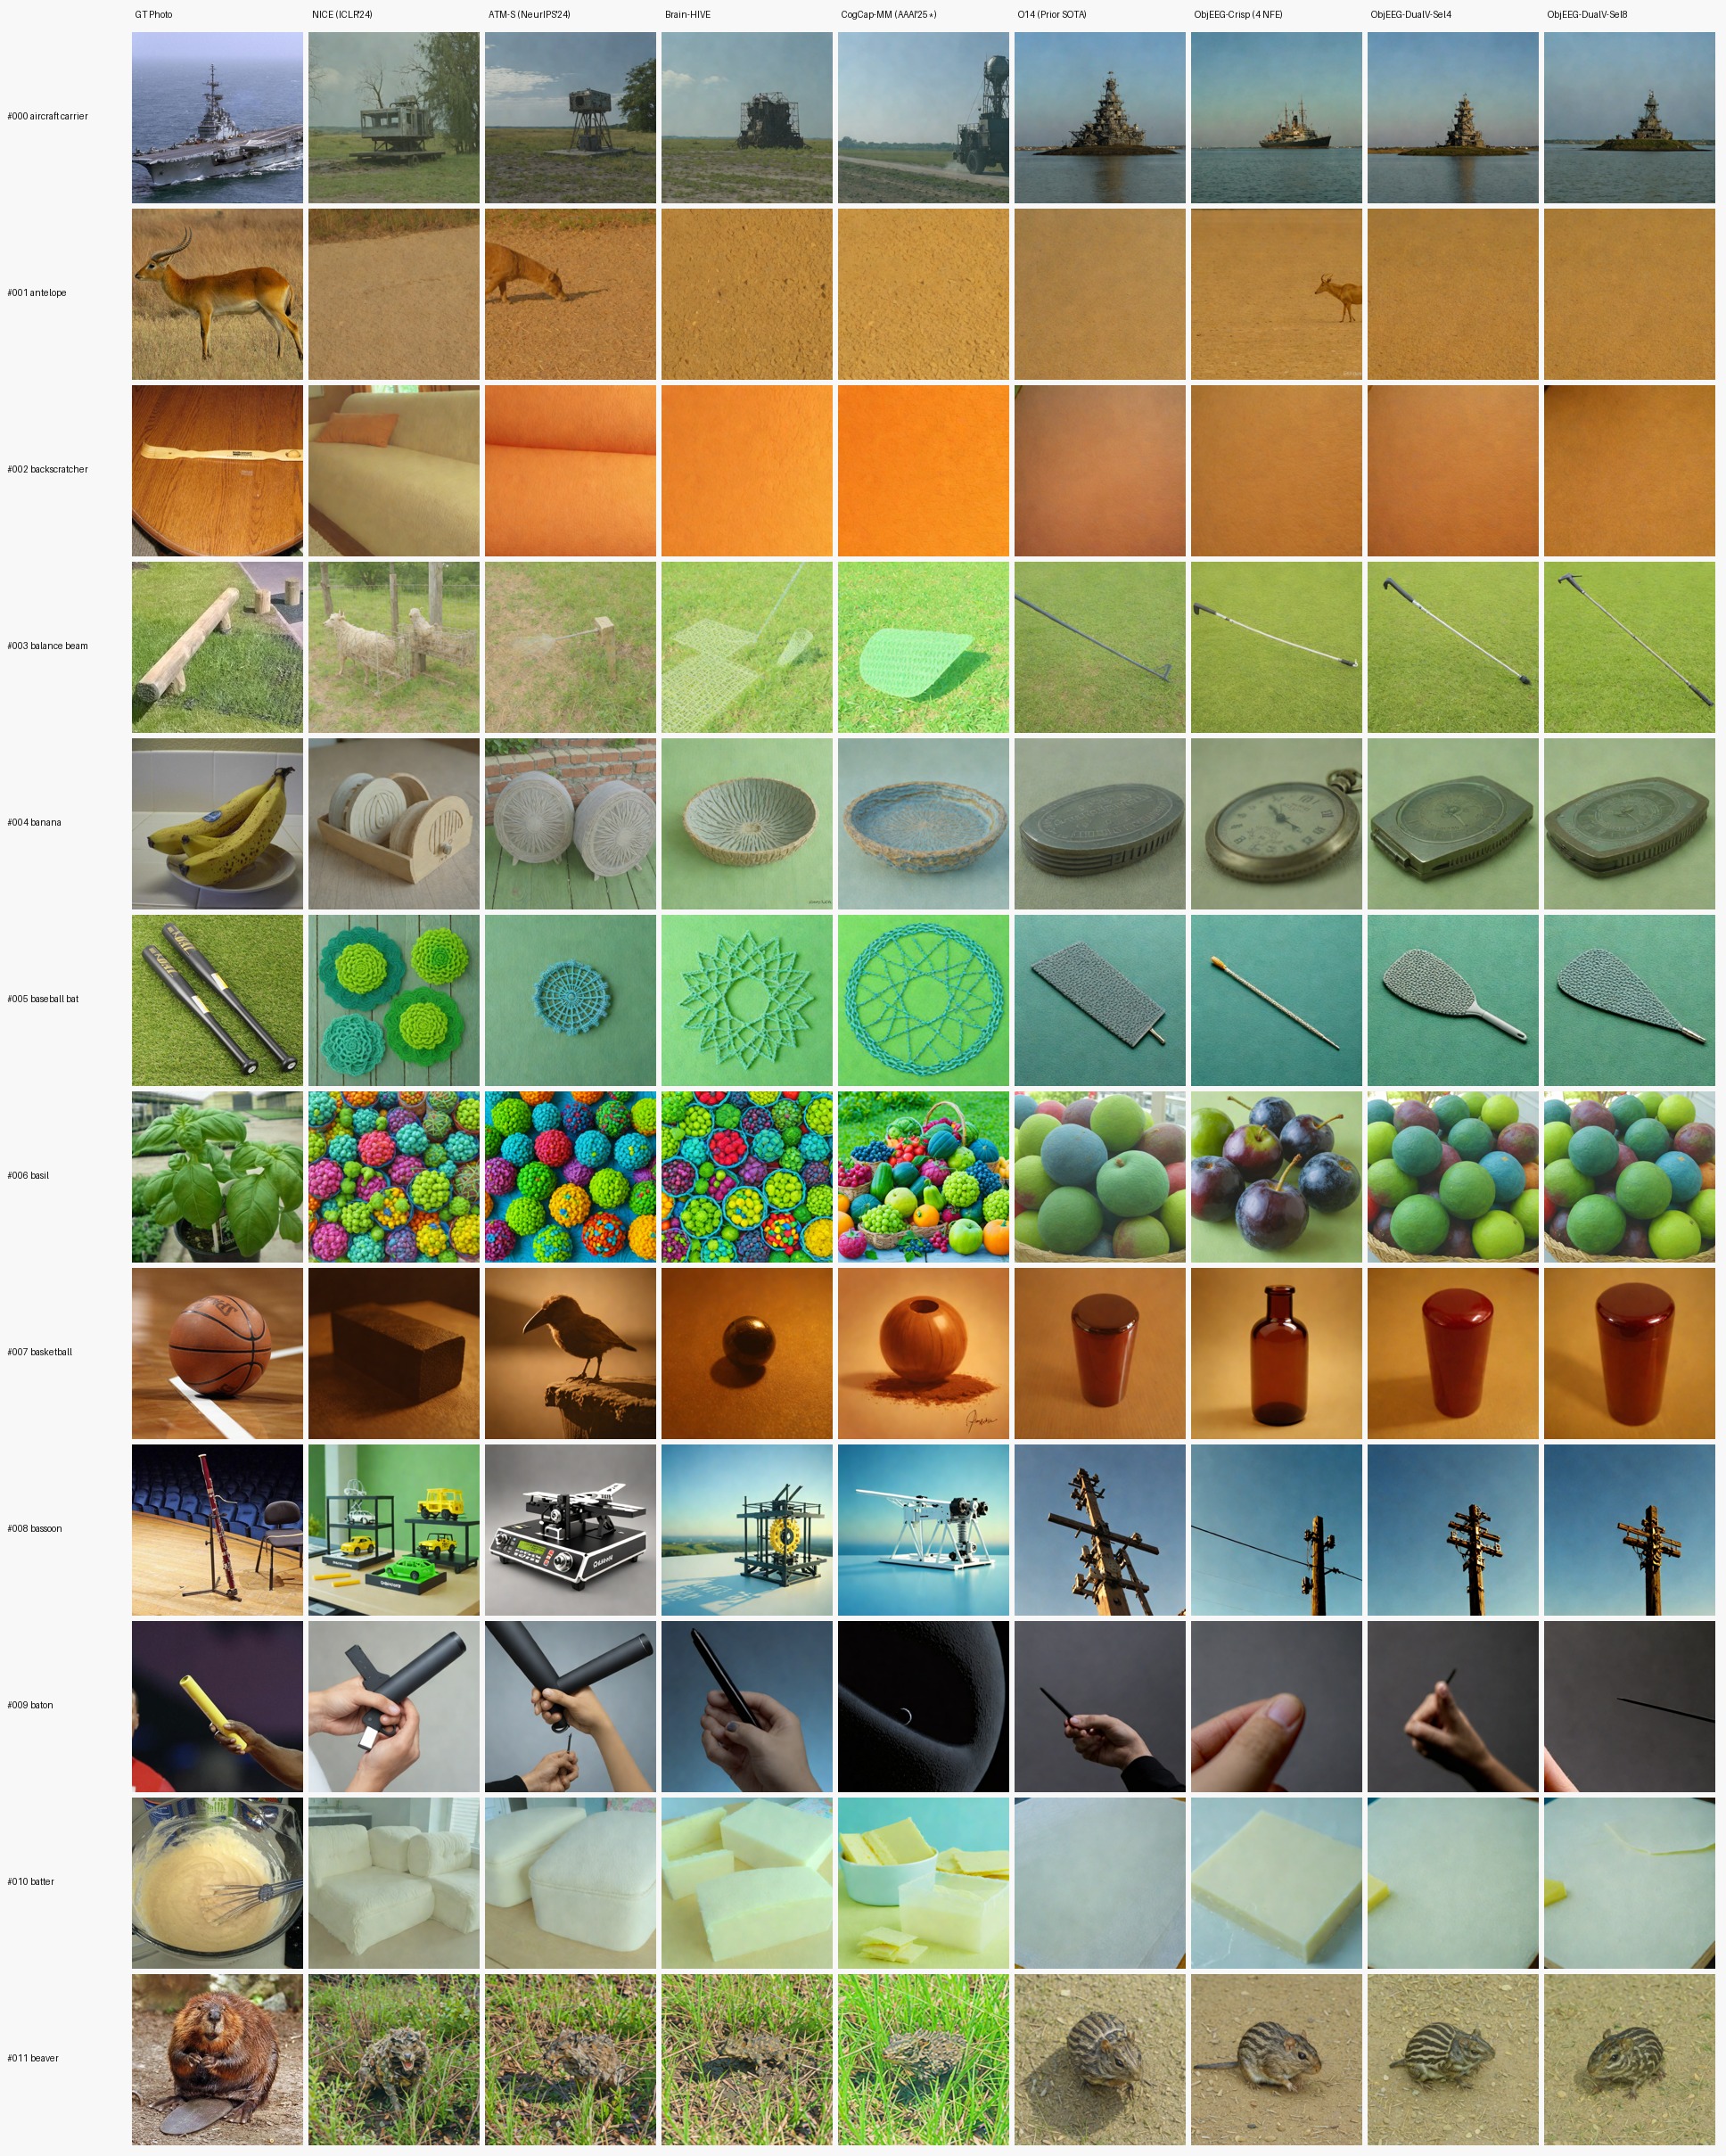 GT Photo NICE (ICLR'24) ATM-S (NeurIPS'24) Brain-HIVE CogCap-MM (AAAI'25 ⋆) O14 (Prior SOTA) ObjEEG-Crisp (4 NFE) ObjEEG-DualV-Sel4 ObjEEG-DualV-Sel8
#000 aircraft carrier
#001 antelope
#002 backscratcher
#003 balance beam
#004 banana
#005 baseball bat
#006 basil
#007 basketball
#008 bassoon
#009 baton
#010 batter
#011 beaver